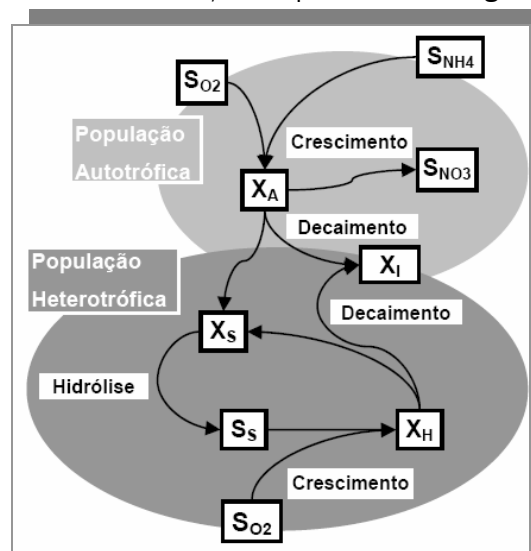 S_NH4
S_O2
População
Autotrófica
Crescimento
S_NO3
X_A
Decaimento
População
Heterotrófica
X_I
X_S
Decaimento
Hidrólise
S_S
X_H
Crescimento
S_O2